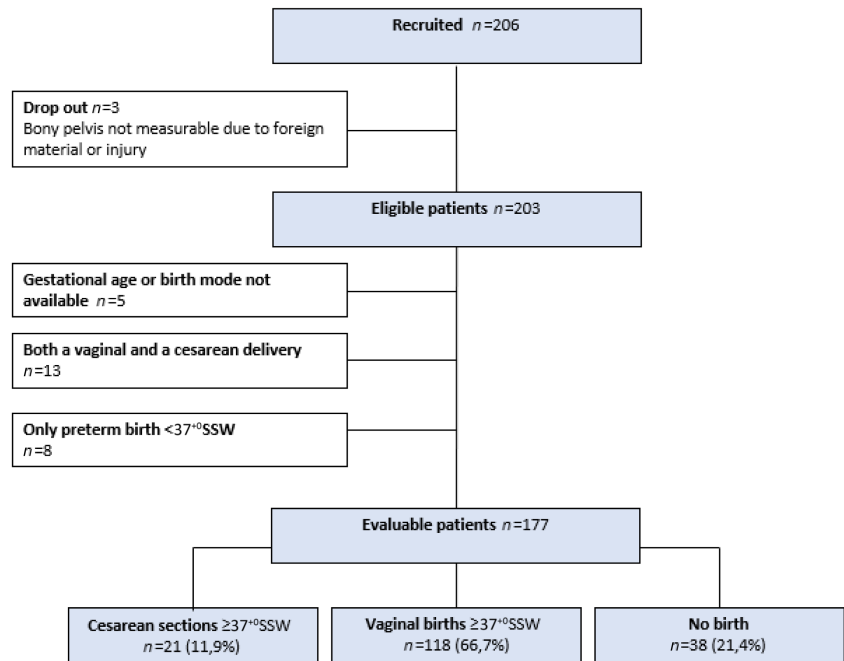 Recruited n=206
Drop out n=3
Bony pelvis not measurable due to foreign
material or injury
Eligible patients n=203
Gestational age or birth mode not
available n=5
Both a vaginal and a cesarean delivery
n=13
Only preterm birth <37⁺⁰SSW
n=8
Evaluable patients n=177
Cesarean sections ≥37⁺⁰SSW
n=21 (11,9%)
Vaginal births ≥37⁺⁰SSW
n=118 (66,7%)
No birth
n=38 (21,4%)